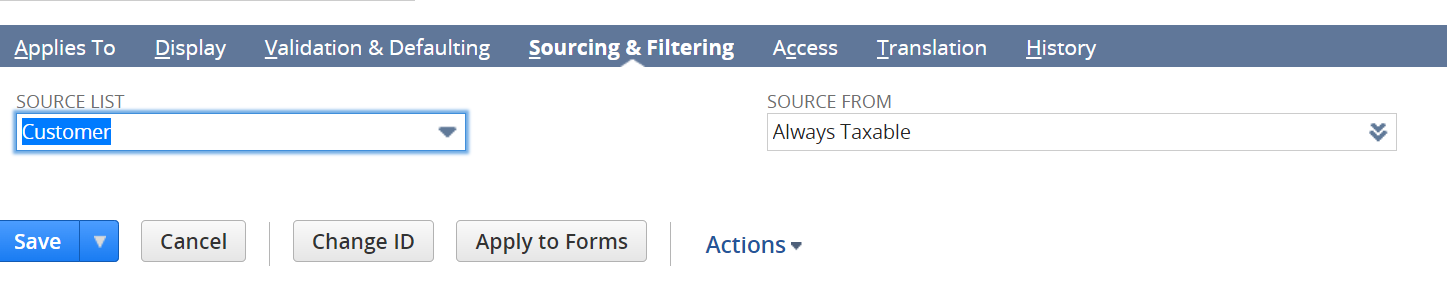 Applies To Display Validation & Defaulting Sourcing & Filtering Access Translation History
SOURCE LIST SOURCE FROM
Customer Always Taxable
Save Cancel Change ID Apply to Forms Actions